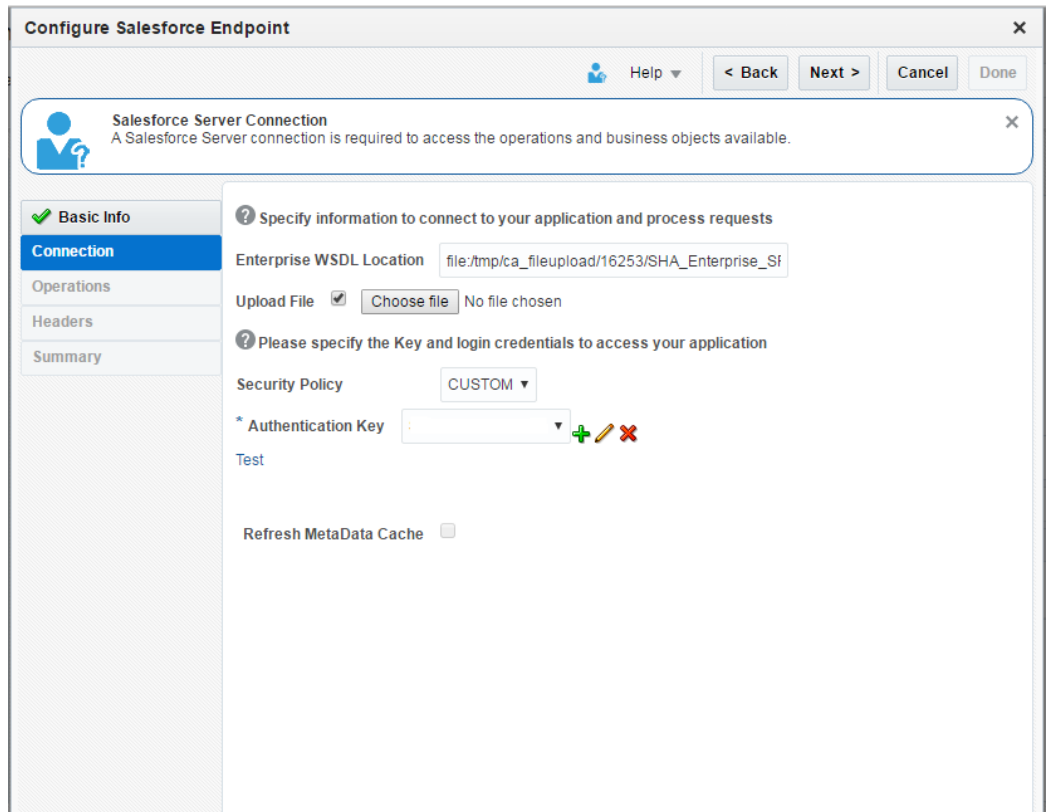 Configure Salesforce Endpoint
Help
< Back
Next >
Cancel
Done
Salesforce Server Connection
A Salesforce Server connection is required to access the operations and business objects available.
Basic Info
Connection
Operations
Headers
Summary
Specify information to connect to your application and process requests
Enterprise WSDL Location file:/tmp/ca_fileupload/16253/SHA_Enterprise_SF
Upload File Choose file No file chosen
Please specify the Key and login credentials to access your application
Security Policy CUSTOM
* Authentication Key
Test
Refresh MetaData Cache